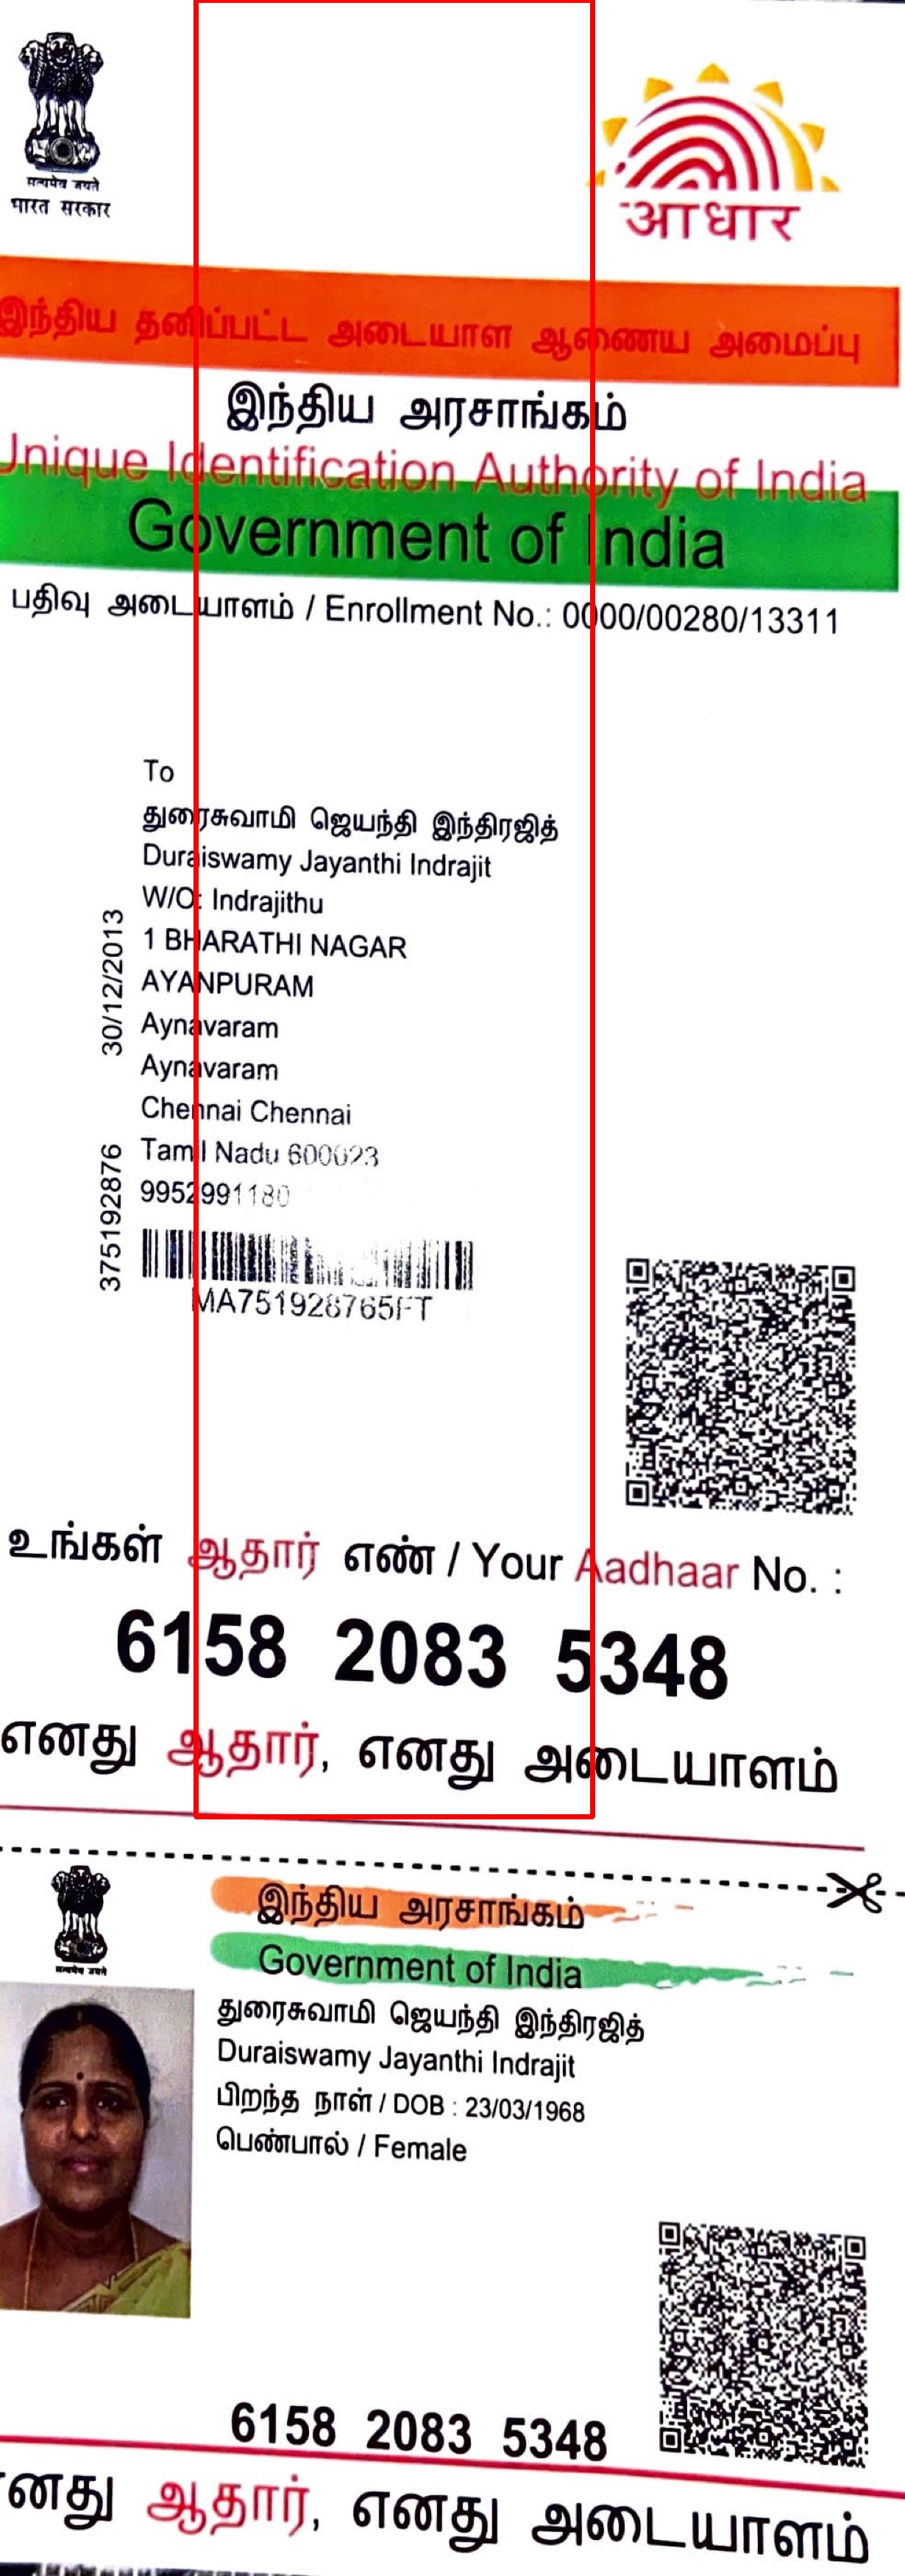 सत्यमेव जयते
भारत सरकार
आधार
இந்திய தனிப்பட்ட அடையாள ஆணைய அமைப்பு
இந்திய அரசாங்கம்
Unique Identification Authority of India
Government of India
பதிவு அடையாளம் / Enrollment No.: 0000/00280/13311
To
துரைசுவாமி ஜெயந்தி இந்திரஜித்
Duraiswamy Jayanthi Indrajit
W/O: Indrajithu
1 BHARATHI NAGAR
AYANPURAM
Aynavaram
Aynavaram
Chennai Chennai
Tamil Nadu 600023
9952991180
30/12/2013
375192876
MA751928765FT
உங்கள் ஆதார் எண் / Your Aadhaar No. :
6158 2083 5348
எனது ஆதார், எனது அடையாளம்
सत्यमेव जयते
இந்திய அரசாங்கம்
Government of India
துரைசுவாமி ஜெயந்தி இந்திரஜித்
Duraiswamy Jayanthi Indrajit
பிறந்த நாள் / DOB : 23/03/1968
பெண்பால் / Female
6158 2083 5348
எனது ஆதார், எனது அடையாளம்